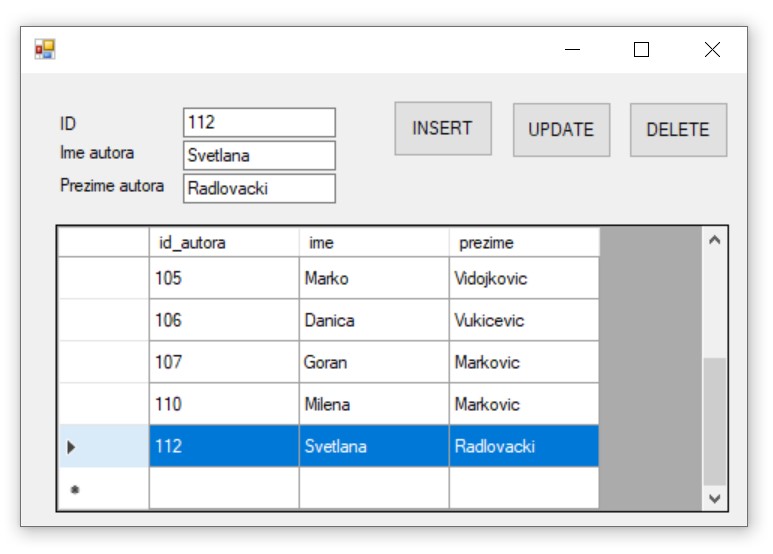 ID 112 INSERT UPDATE DELETE
Ime autora Svetlana
Prezime autora Radlovacki
id_autora ime prezime
105 Marko Vidojkovic
106 Danica Vukicevic
107 Goran Markovic
110 Milena Markovic
112 Svetlana Radlovacki